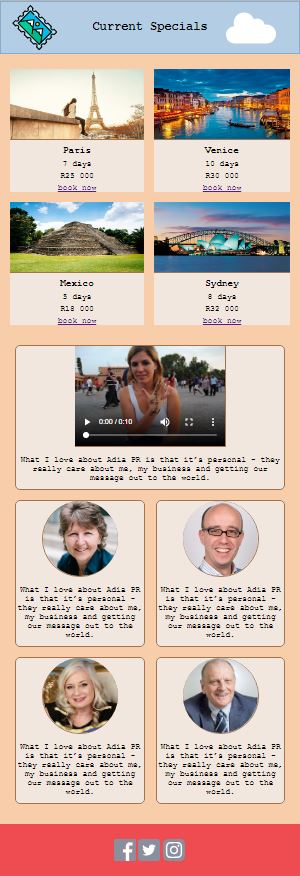 Current Specials
Paris
7 days
R25 000
book now
Venice
10 days
R30 000
book now
Mexico
5 days
R18 000
book now
Sydney
8 days
R32 000
book now
0:00 / 0:10
What I love about Adia PR is that it's personal – they
really care about me, my business and getting our
message out to the world.
What I love about Adia PR
is that it's personal –
they really care about me,
my business and getting
our message out to the
world.
What I love about Adia PR
is that it's personal –
they really care about me,
my business and getting
our message out to the
world.
What I love about Adia PR
is that it's personal –
they really care about me,
my business and getting
our message out to the
world.
What I love about Adia PR
is that it's personal –
they really care about me,
my business and getting
our message out to the
world.